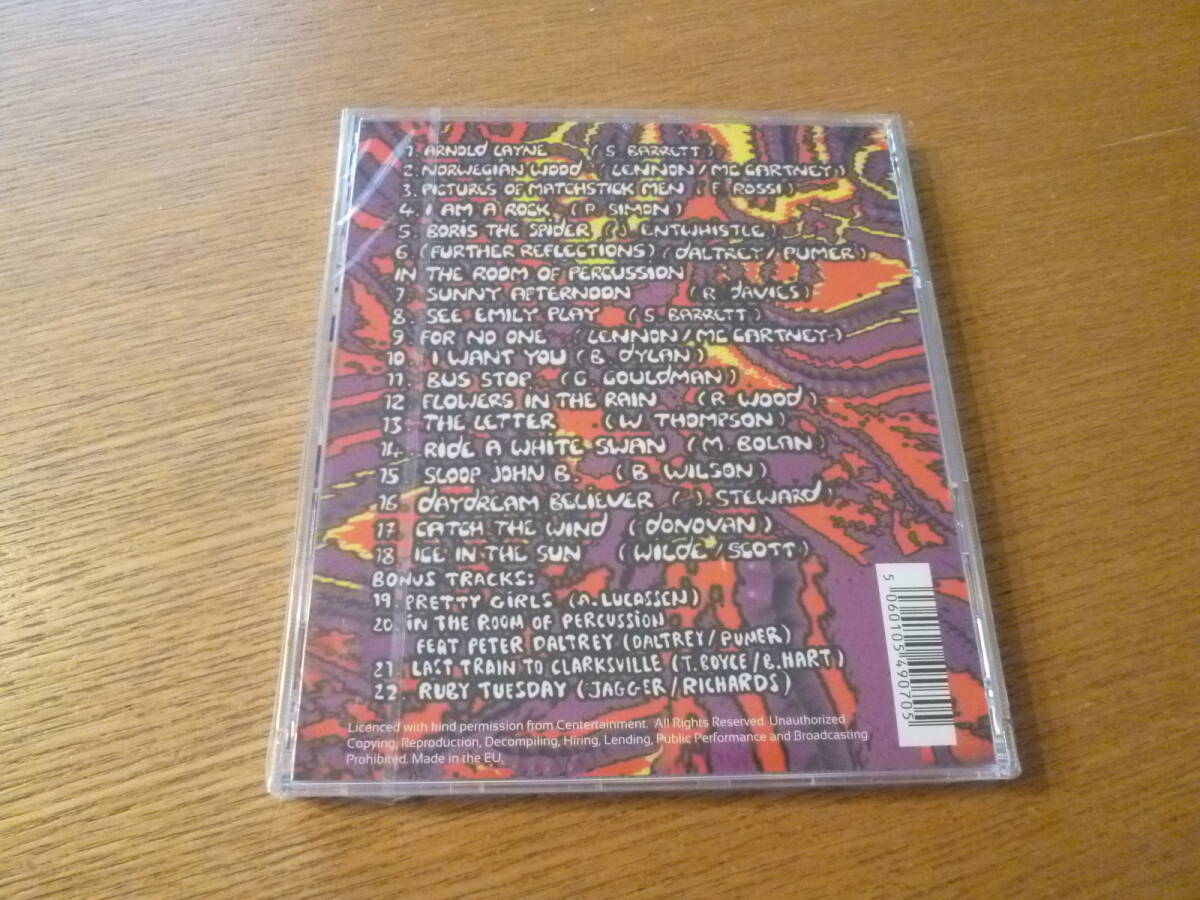 1. ARNOLD LAYNE (S. BARRETT)
2. NORWEGIAN WOOD (LENNON/MC CARTNEY)
3. PICTURES OF MATCHSTICK MEN (F. ROSSI)
4. I AM A ROCK (P. SIMON)
5. BORIS THE SPIDER (J. ENTWHISTLE)
6. (FURTHER REFLECTIONS) (DALTREY/PUMER)
IN THE ROOM OF PERCUSSION
7. SUNNY AFTERNOON (R. DAVIES)
8. SEE EMILY PLAY (S. BARRETT)
9. FOR NO ONE (LENNON/MC CARTNEY)
10. I WANT YOU (B. DYLAN)
11. BUS STOP (G. GOULDMAN)
12. FLOWERS IN THE RAIN (R. WOOD)
13. THE LETTER (W. THOMPSON)
14. RIDE A WHITE SWAN (M. BOLAN)
15. SLOOP JOHN B. (B. WILSON)
16. DAYDREAM BELIEVER (J. STEWARD)
17. CATCH THE WIND (DONOVAN)
18. ICE IN THE SUN (WILDE/SCOTT)
BONUS TRACKS:
19. PRETTY GIRLS (A. LUCASSEN)
20. IN THE ROOM OF PERCUSSION
FEAT PETER DALTREY (DALTREY/PUMER)
21. LAST TRAIN TO CLARKSVILLE (T. BOYCE/B. HART)
22. RUBY TUESDAY (JAGGER/RICHARDS)
Licenced with kind permission from Centertainment. All Rights Reserved. Unauthorized
Copying, Reproduction, Decompiling, Hiring, Lending, Public Performance and Broadcasting
Prohibited. Made in the EU.
5 060105 490705